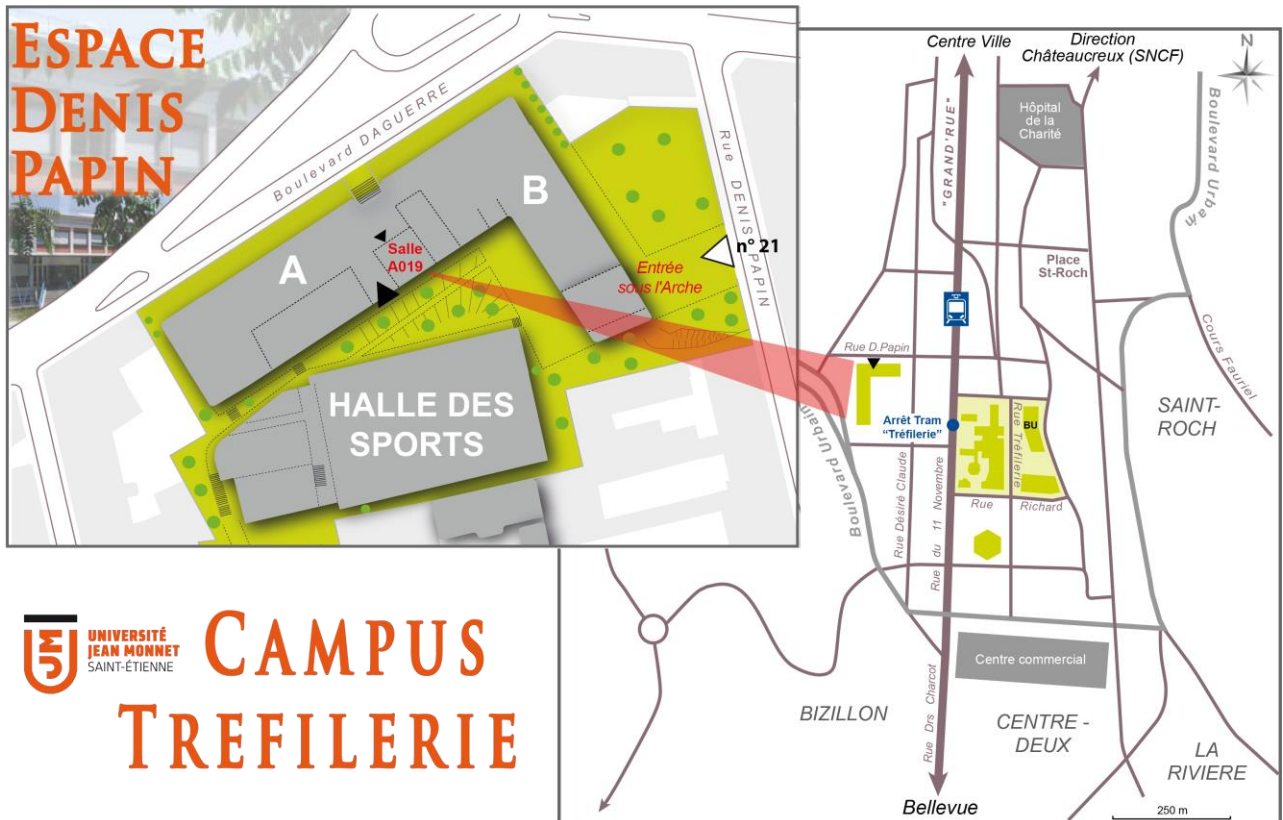 ESPACE
DENIS
PAPIN
Boulevard DAGUERRE
Rue DENIS PAPIN
A
B
Salle
A019
n° 21
Entrée
sous l'Arche
HALLE DES
SPORTS
UJM
UNIVERSITÉ
JEAN MONNET
SAINT-ÉTIENNE
CAMPUS
TREFILERIE
Centre Ville
Direction
Châteaucreux (SNCF)
N
Hôpital
de la
Charité
Boulevard Urbain
"GRAND'RUE"
Place
St-Roch
Cours Fauriel
Rue D.Papin
SAINT-
ROCH
Arrêt Tram
"Tréfilerie"
BU
Rue Tréfilerie
Boulevard Urbain
Rue Désiré Claude
Rue du 11 Novembre
Rue Richard
Centre commercial
Rue Drs Charcot
BIZILLON
CENTRE -
DEUX
LA
RIVIERE
Bellevue
250 m